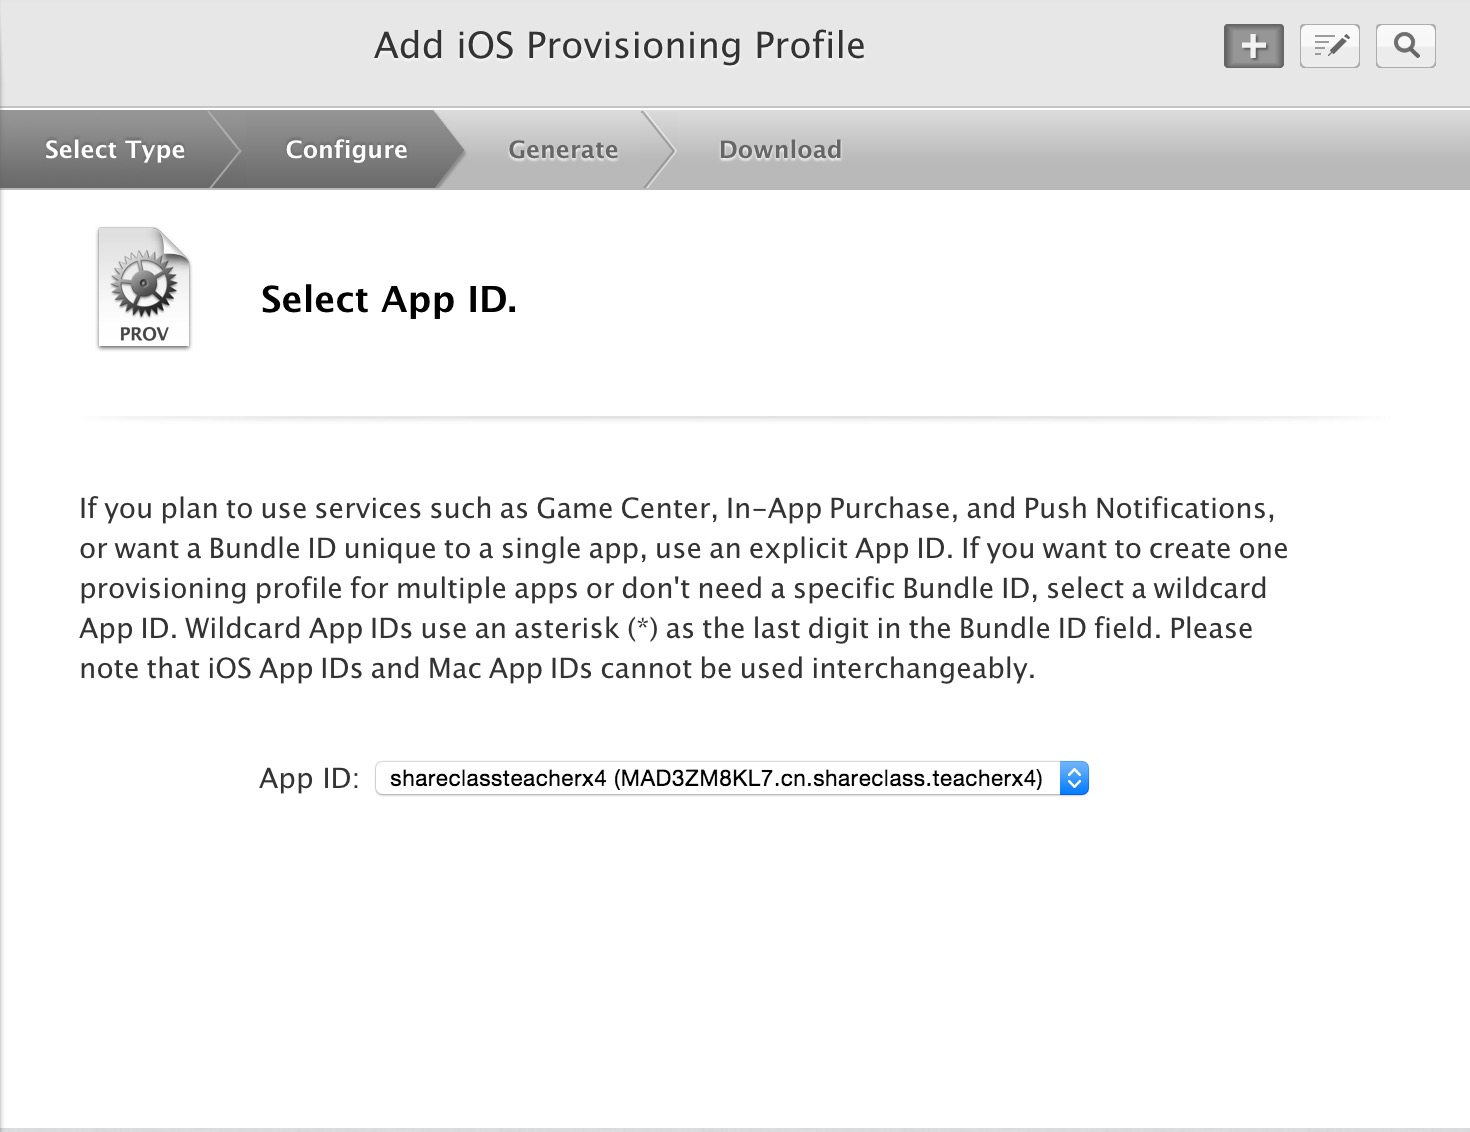 Add iOS Provisioning Profile
Select Type
Configure
Generate
Download
PROV
Select App ID.
If you plan to use services such as Game Center, In-App Purchase, and Push Notifications,
or want a Bundle ID unique to a single app, use an explicit App ID. If you want to create one
provisioning profile for multiple apps or don't need a specific Bundle ID, select a wildcard
App ID. Wildcard App IDs use an asterisk (*) as the last digit in the Bundle ID field. Please
note that iOS App IDs and Mac App IDs cannot be used interchangeably.
App ID: shareclassteacherx4 (MAD3ZM8KL7.cn.shareclass.teacherx4)